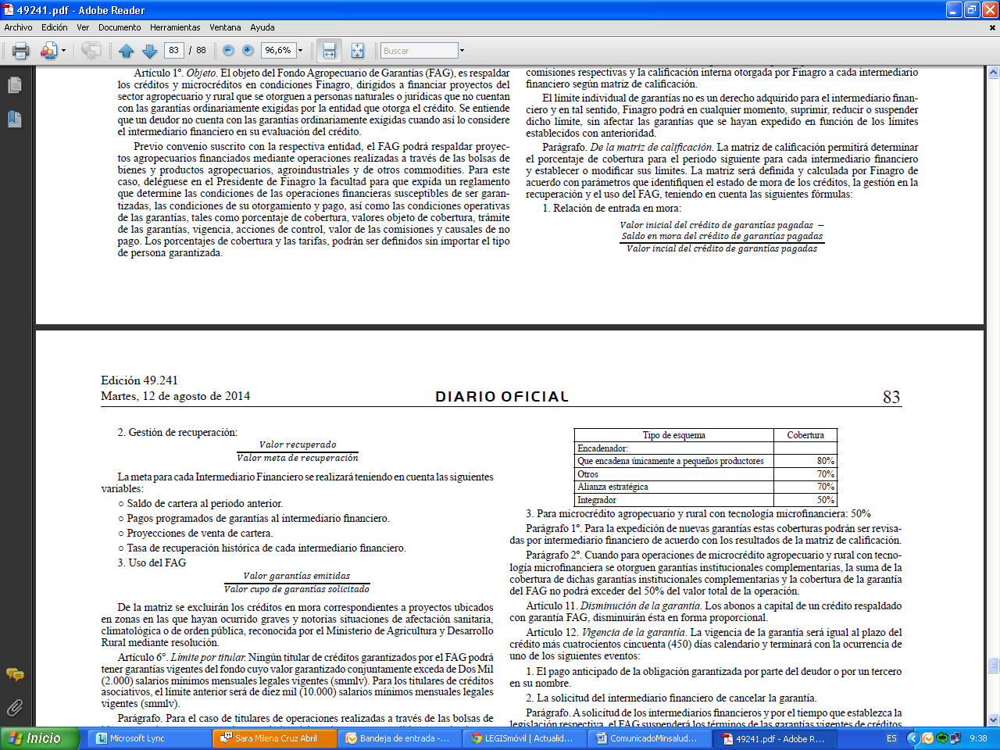 49241.pdf - Adobe Reader
Archivo Edición Ver Documento Herramientas Ventana Ayuda
83 / 88 96,6% Buscar
Artículo 1°. Objeto. El objeto del Fondo Agropecuario de Garantías (FAG), es respaldar
los créditos y microcréditos en condiciones Finagro, dirigidos a financiar proyectos del
sector agropecuario y rural que se otorguen a personas naturales o jurídicas que no cuentan
con las garantías ordinariamente exigidas por la entidad que otorga el crédito. Se entiende
que un deudor no cuenta con las garantías ordinariamente exigidas cuando así lo considere
el intermediario financiero en su evaluación del crédito.
Previo convenio suscrito con la respectiva entidad, el FAG podrá respaldar proyec-
tos agropecuarios financiados mediante operaciones realizadas a través de las bolsas de
bienes y productos agropecuarios, agroindustriales y de otros commodities. Para este
caso, deléguese en el Presidente de Finagro la facultad para que expida un reglamento
que determine las condiciones de las operaciones financieras susceptibles de ser garan-
tizadas, las condiciones de su otorgamiento y pago, así como las condiciones operativas
de las garantías, tales como porcentaje de cobertura, valores objeto de cobertura, trámite
de las garantías, vigencia, acciones de control, valor de las comisiones y causales de no
pago. Los porcentajes de cobertura y las tarifas, podrán ser definidos sin importar el tipo
de persona garantizada.
comisiones respectivas y la calificación interna otorgada por Finagro a cada intermediario
financiero según matriz de calificación.
El límite individual de garantías no es un derecho adquirido para el intermediario finan-
ciero y en tal sentido, Finagro podrá en cualquier momento, suprimir, reducir o suspender
dicho límite, sin afectar las garantías que se hayan expedido en función de los límites
establecidos con anterioridad.
Parágrafo. De la matriz de calificación. La matriz de calificación permitirá determinar
el porcentaje de cobertura para el periodo siguiente para cada intermediario financiero
y establecer o modificar sus límites. La matriz será definida y calculada por Finagro de
acuerdo con parámetros que identifiquen el estado de mora de los créditos, la gestión en la
recuperación y el uso del FAG, teniendo en cuenta las siguientes fórmulas:
1. Relación de entrada en mora:
Valor inicial del crédito de garantías pagadas −
Saldo en mora del crédito de garantías pagadas
Valor incial del crédito de garantías pagadas
Edición 49.241
Martes, 12 de agosto de 2014
DIARIO OFICIAL
83
2. Gestión de recuperación:
Valor recuperado
Valor meta de recuperación
La meta para cada Intermediario Financiero se realizará teniendo en cuenta las siguientes
variables:
○ Saldo de cartera al periodo anterior.
○ Pagos programados de garantías al intermediario financiero.
○ Proyecciones de venta de cartera.
○ Tasa de recuperación histórica de cada intermediario financiero.
3. Uso del FAG
Valor garantías emitidas
Valor cupo de garantías solicitado
De la matriz se excluirán los créditos en mora correspondientes a proyectos ubicados
en zonas en las que hayan ocurrido graves y notorias situaciones de afectación sanitaria,
climatológica o de orden pública, reconocida por el Ministerio de Agricultura y Desarrollo
Rural mediante resolución.
Artículo 6°. Límite por titular. Ningún titular de créditos garantizados por el FAG podrá
tener garantías vigentes del fondo cuyo valor garantizado conjuntamente exceda de Dos Mil
(2.000) salarios mínimos mensuales legales vigentes (smmlv). Para los titulares de créditos
asociativos, el límite anterior será de diez mil (10.000) salarios mínimos mensuales legales
vigentes (smmlv).
Parágrafo. Para el caso de titulares de operaciones realizadas a través de las bolsas de
Tipo de esquema Cobertura
Encadenador:
Que encadena únicamente a pequeños productores 80%
Otros 70%
Alianza estratégica 70%
Integrador 50%
3. Para microcrédito agropecuario y rural con tecnología microfinanciera: 50%
Parágrafo 1°. Para la expedición de nuevas garantías estas coberturas podrán ser revisa-
das por intermediario financiero de acuerdo con los resultados de la matriz de calificación.
Parágrafo 2°. Cuando para operaciones de microcrédito agropecuario y rural con tecno-
logía microfinanciera se otorguen garantías institucionales complementarias, la suma de la
cobertura de dichas garantías institucionales complementarias y la cobertura de la garantía
del FAG no podrá exceder del 50% del valor total de la operación.
Artículo 11. Disminución de la garantía. Los abonos a capital de un crédito respaldado
con garantía FAG, disminuirán ésta en forma proporcional.
Artículo 12. Vigencia de la garantía. La vigencia de la garantía será igual al plazo del
crédito más cuatrocientos cincuenta (450) días calendario y terminará con la ocurrencia de
uno de los siguientes eventos:
1. El pago anticipado de la obligación garantizada por parte del deudor o por un tercero
en su nombre.
2. La solicitud del intermediario financiero de cancelar la garantía.
Parágrafo. A solicitud de los intermediarios financieros y por el tiempo que establezca la
legislación respectiva, el FAG suspenderá los términos de las garantías vigentes de créditos
Inicio Microsoft Lync Sara Milena Cruz Abril Bandeja de entrada -... LEGISmóvil | Actualid... ComunicadoMinsalud... 49241.pdf - Adobe R... ES 9:38